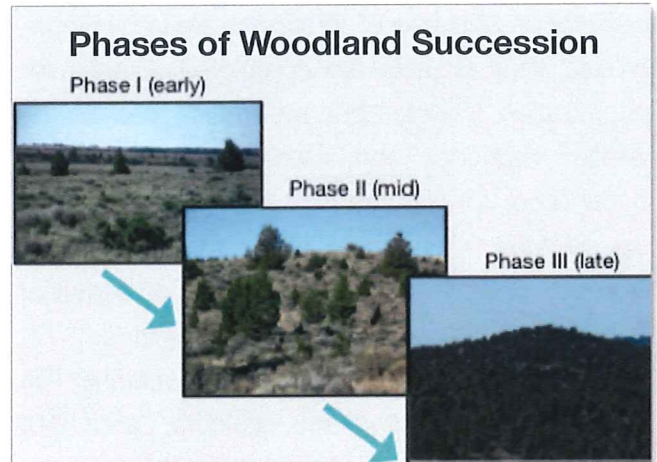 Phases of Woodland Succession
Phase I (early)
Phase II (mid)
Phase III (late)